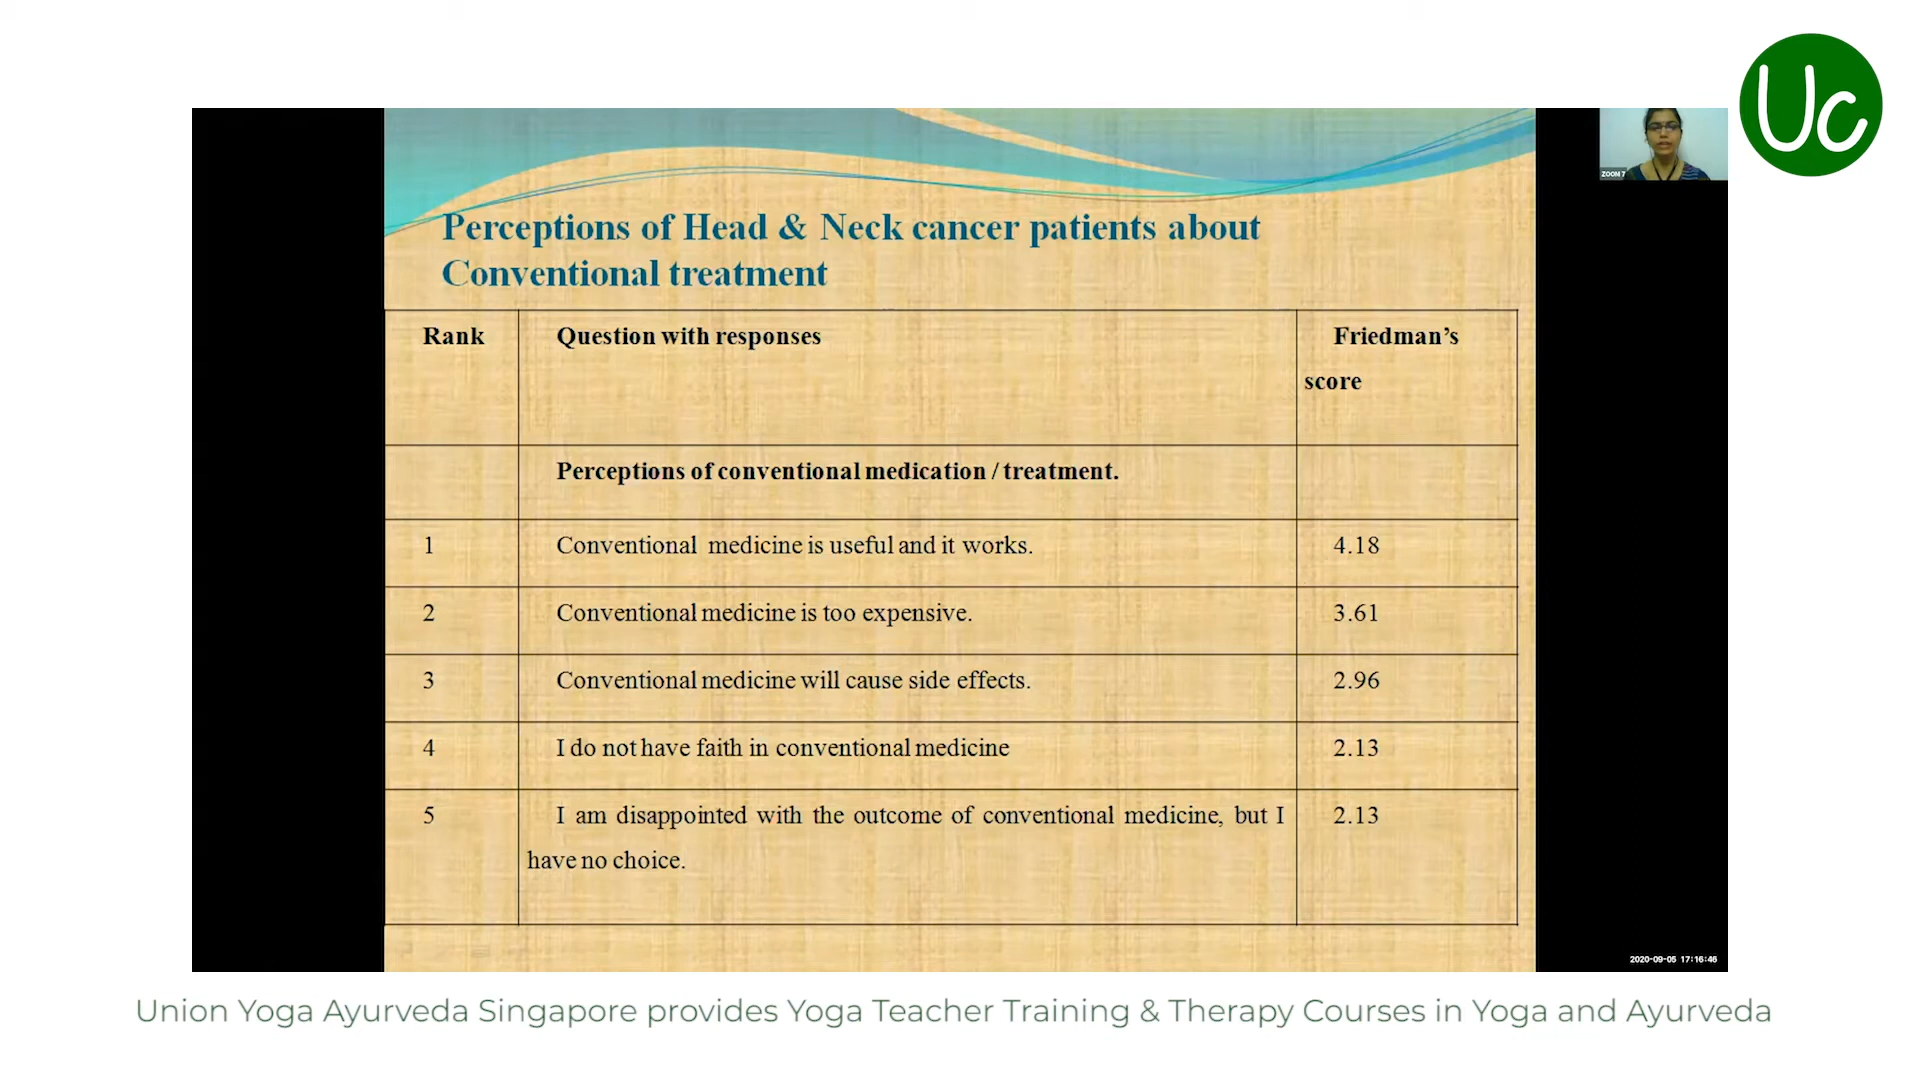 Uc
ZOOM 7
Perceptions of Head & Neck cancer patients about
Conventional treatment
Rank
Question with responses
Friedman’s
score
Perceptions of conventional medication / treatment.
1
Conventional medicine is useful and it works.
4.18
2
Conventional medicine is too expensive.
3.61
3
Conventional medicine will cause side effects.
2.96
4
I do not have faith in conventional medicine
2.13
5
I am disappointed with the outcome of conventional medicine, but I
have no choice.
2.13
2020-09-05 17:16:46
Union Yoga Ayurveda Singapore provides Yoga Teacher Training & Therapy Courses in Yoga and Ayurveda